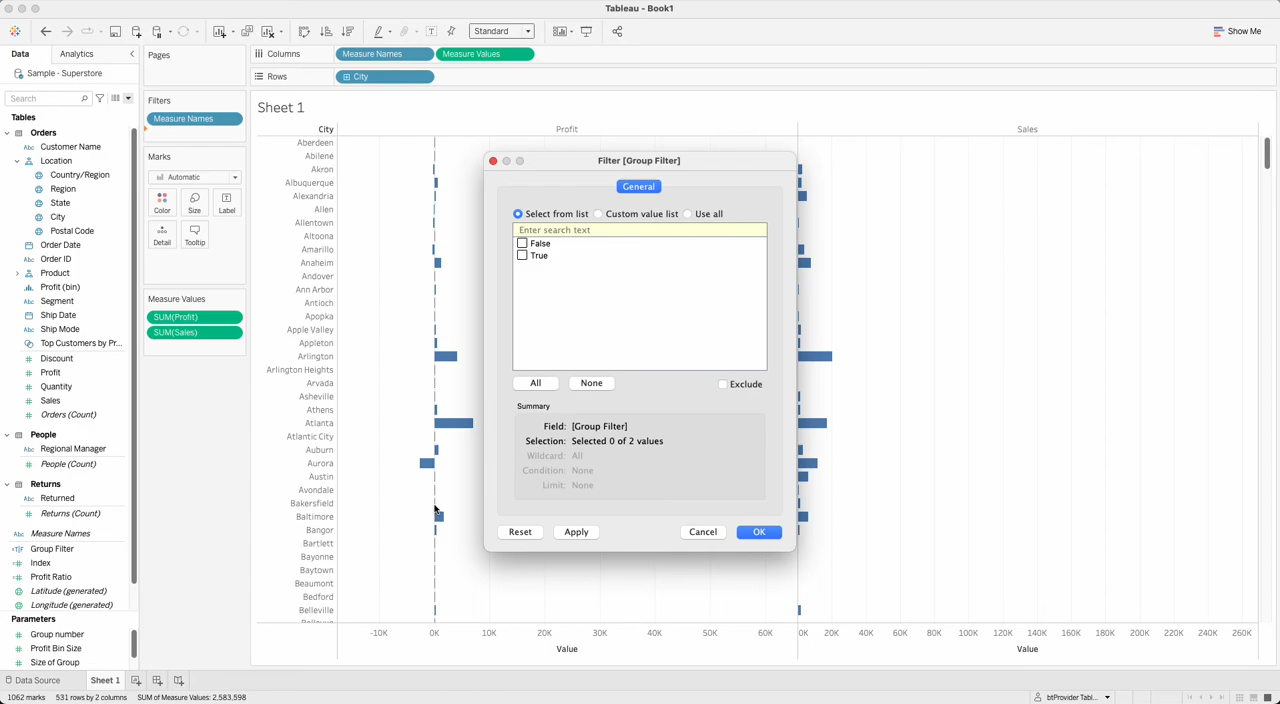 Tableau - Book1
Standard
Show Me
Data
Analytics
Sample - Superstore
Search
Tables
Orders
Abc Customer Name
Location
Country/Region
Region
State
City
Postal Code
Order Date
Abc Order ID
Product
Profit (bin)
Abc Segment
Ship Date
Abc Ship Mode
Top Customers by Pr...
Discount
Profit
Quantity
Sales
Orders (Count)
People
Abc Regional Manager
People (Count)
Returns
Abc Returned
Returns (Count)
Abc Measure Names
Group Filter
Index
Profit Ratio
Latitude (generated)
Longitude (generated)
Parameters
Group number
Profit Bin Size
Size of Group
Pages
Filters
Measure Names
Marks
Automatic
Color
Size
Label
Detail
Tooltip
Measure Values
SUM(Profit)
SUM(Sales)
Columns
Measure Names
Measure Values
Rows
City
Sheet 1
City
Profit
Sales
Aberdeen
Abilene
Akron
Albuquerque
Alexandria
Allen
Allentown
Altoona
Amarillo
Anaheim
Andover
Ann Arbor
Antioch
Apopka
Apple Valley
Appleton
Arlington
Arlington Heights
Arvada
Asheville
Athens
Atlanta
Atlantic City
Auburn
Aurora
Austin
Avondale
Bakersfield
Baltimore
Bangor
Bartlett
Bayonne
Baytown
Beaumont
Bedford
Belleville
-10K 0K 10K 20K 30K 40K 50K 60K
0K 20K 40K 60K 80K 100K 120K 140K 160K 180K 200K 220K 240K 260K
Value
Value
Filter [Group Filter]
General
Select from list
Custom value list
Use all
Enter search text
False
True
All
None
Exclude
Summary
Field: [Group Filter]
Selection: Selected 0 of 2 values
Wildcard: All
Condition: None
Limit: None
Reset
Apply
Cancel
OK
Data Source
Sheet 1
1062 marks
531 rows by 2 columns
SUM of Measure Values: 2,583,598
btProvider Tabl...